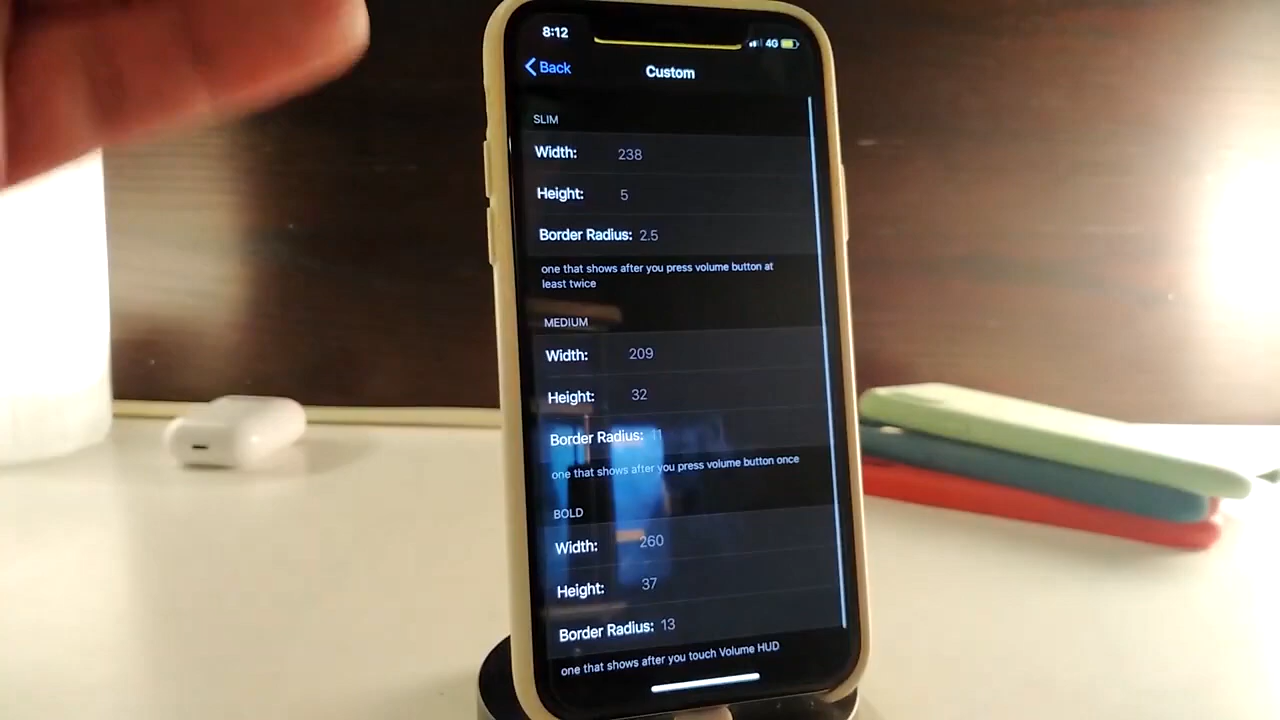 8:12
4G
Back
Custom
SLIM
Width: 238
Height: 5
Border Radius: 2.5
one that shows after you press volume button at
least twice
MEDIUM
Width: 209
Height: 32
Border Radius: 11
one that shows after you press volume button once
BOLD
Width: 260
Height: 37
Border Radius: 13
one that shows after you touch Volume HUD